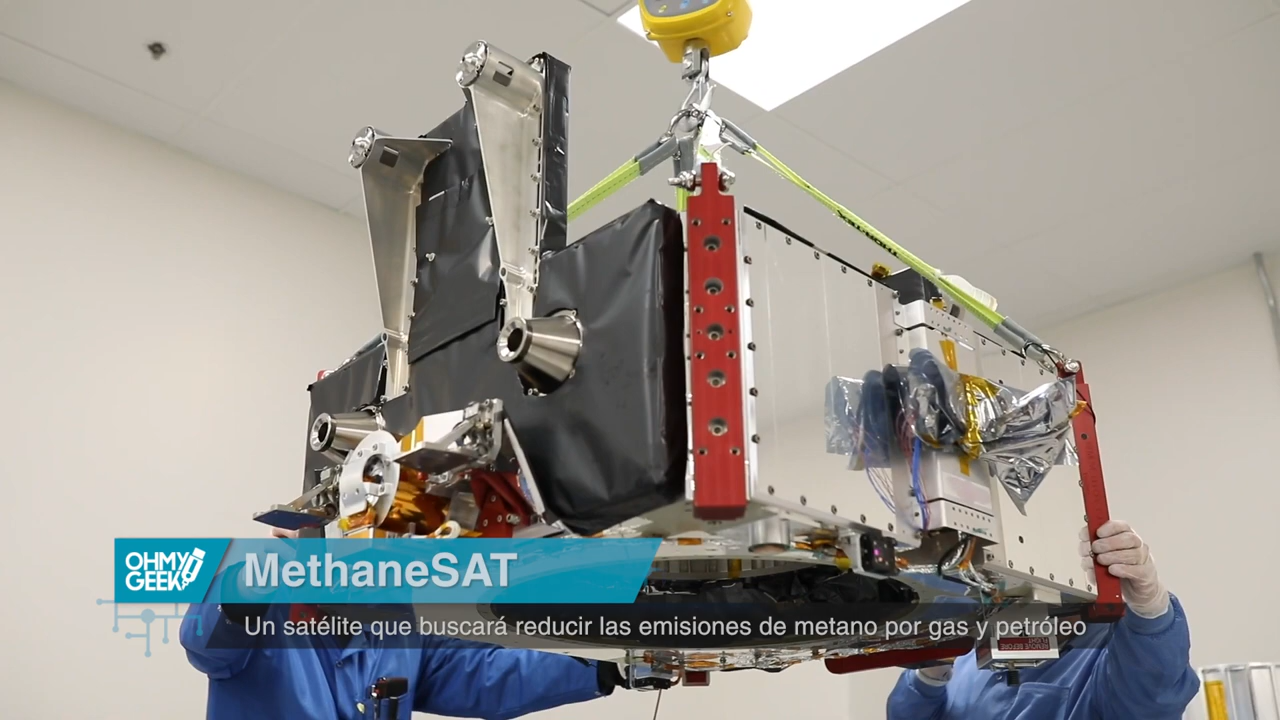 OHMY
GEEK
MethaneSAT
Un satélite que buscará reducir las emisiones de metano por gas y petróleo